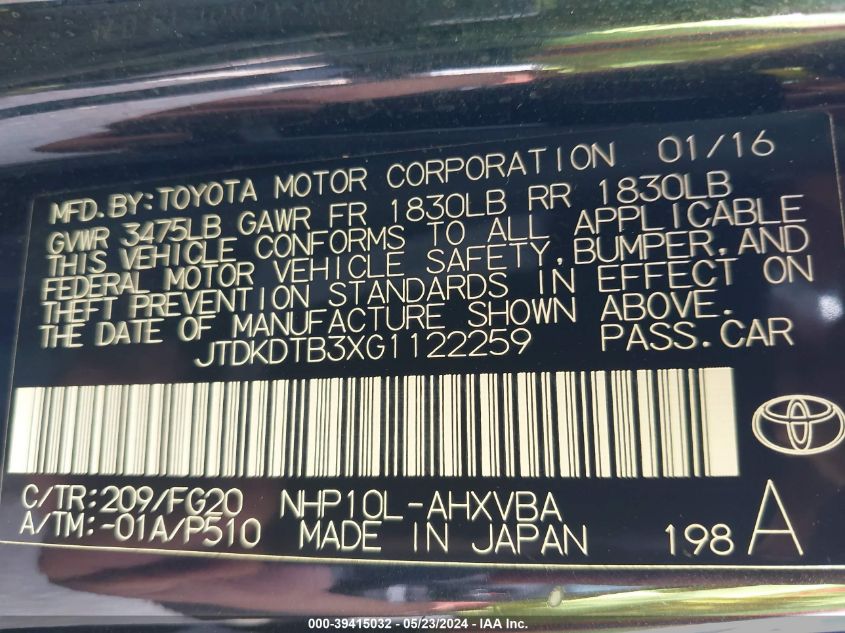 MFD. BY: TOYOTA MOTOR CORPORATION 01/16
GVWR 3475LB GAWR FR 1830LB RR 1830LB
THIS VEHICLE CONFORMS TO ALL APPLICABLE
FEDERAL MOTOR VEHICLE SAFETY, BUMPER, AND
THEFT PREVENTION STANDARDS IN EFFECT ON
THE DATE OF MANUFACTURE SHOWN ABOVE.
JTDKDTB3XG1122259 PASS. CAR
C/TR: 209/FG20 NHP10L-AHXVBA
A/TM: -01A/P510 MADE IN JAPAN 198 A
000-39415032 - 05/23/2024 - IAA Inc.